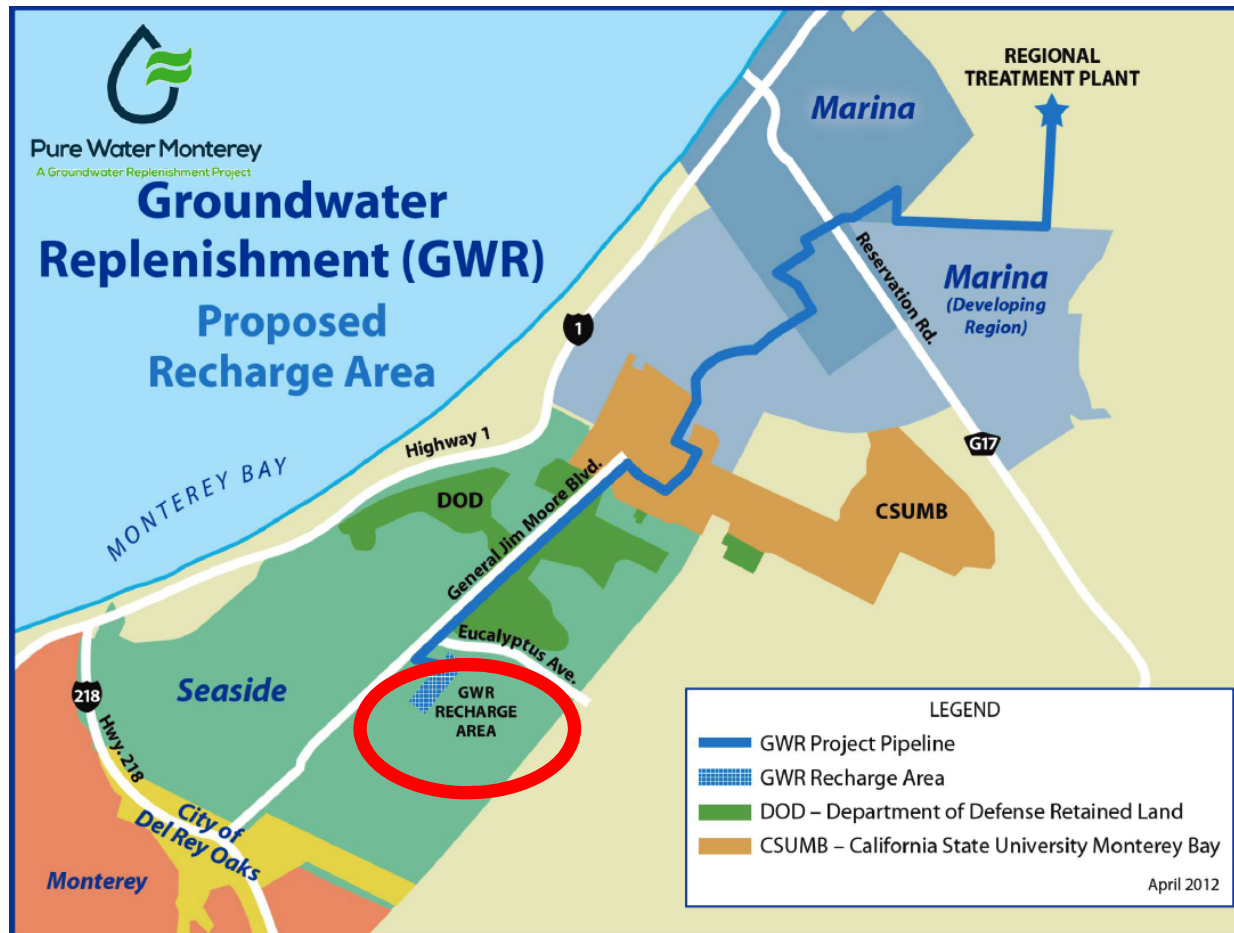 Pure Water Monterey
A Groundwater Replenishment Project
Groundwater
Replenishment (GWR)
Proposed
Recharge Area
REGIONAL
TREATMENT PLANT
Marina
Reservation Rd.
Marina
(Developing
Region)
1
Highway 1
MONTEREY BAY
DOD
General Jim Moore Blvd.
G17
CSUMB
Eucalyptus Ave.
Seaside
GWR
RECHARGE
AREA
218
Hwy. 218
City of
Del Rey Oaks
Monterey
LEGEND
GWR Project Pipeline
GWR Recharge Area
DOD – Department of Defense Retained Land
CSUMB – California State University Monterey Bay
April 2012